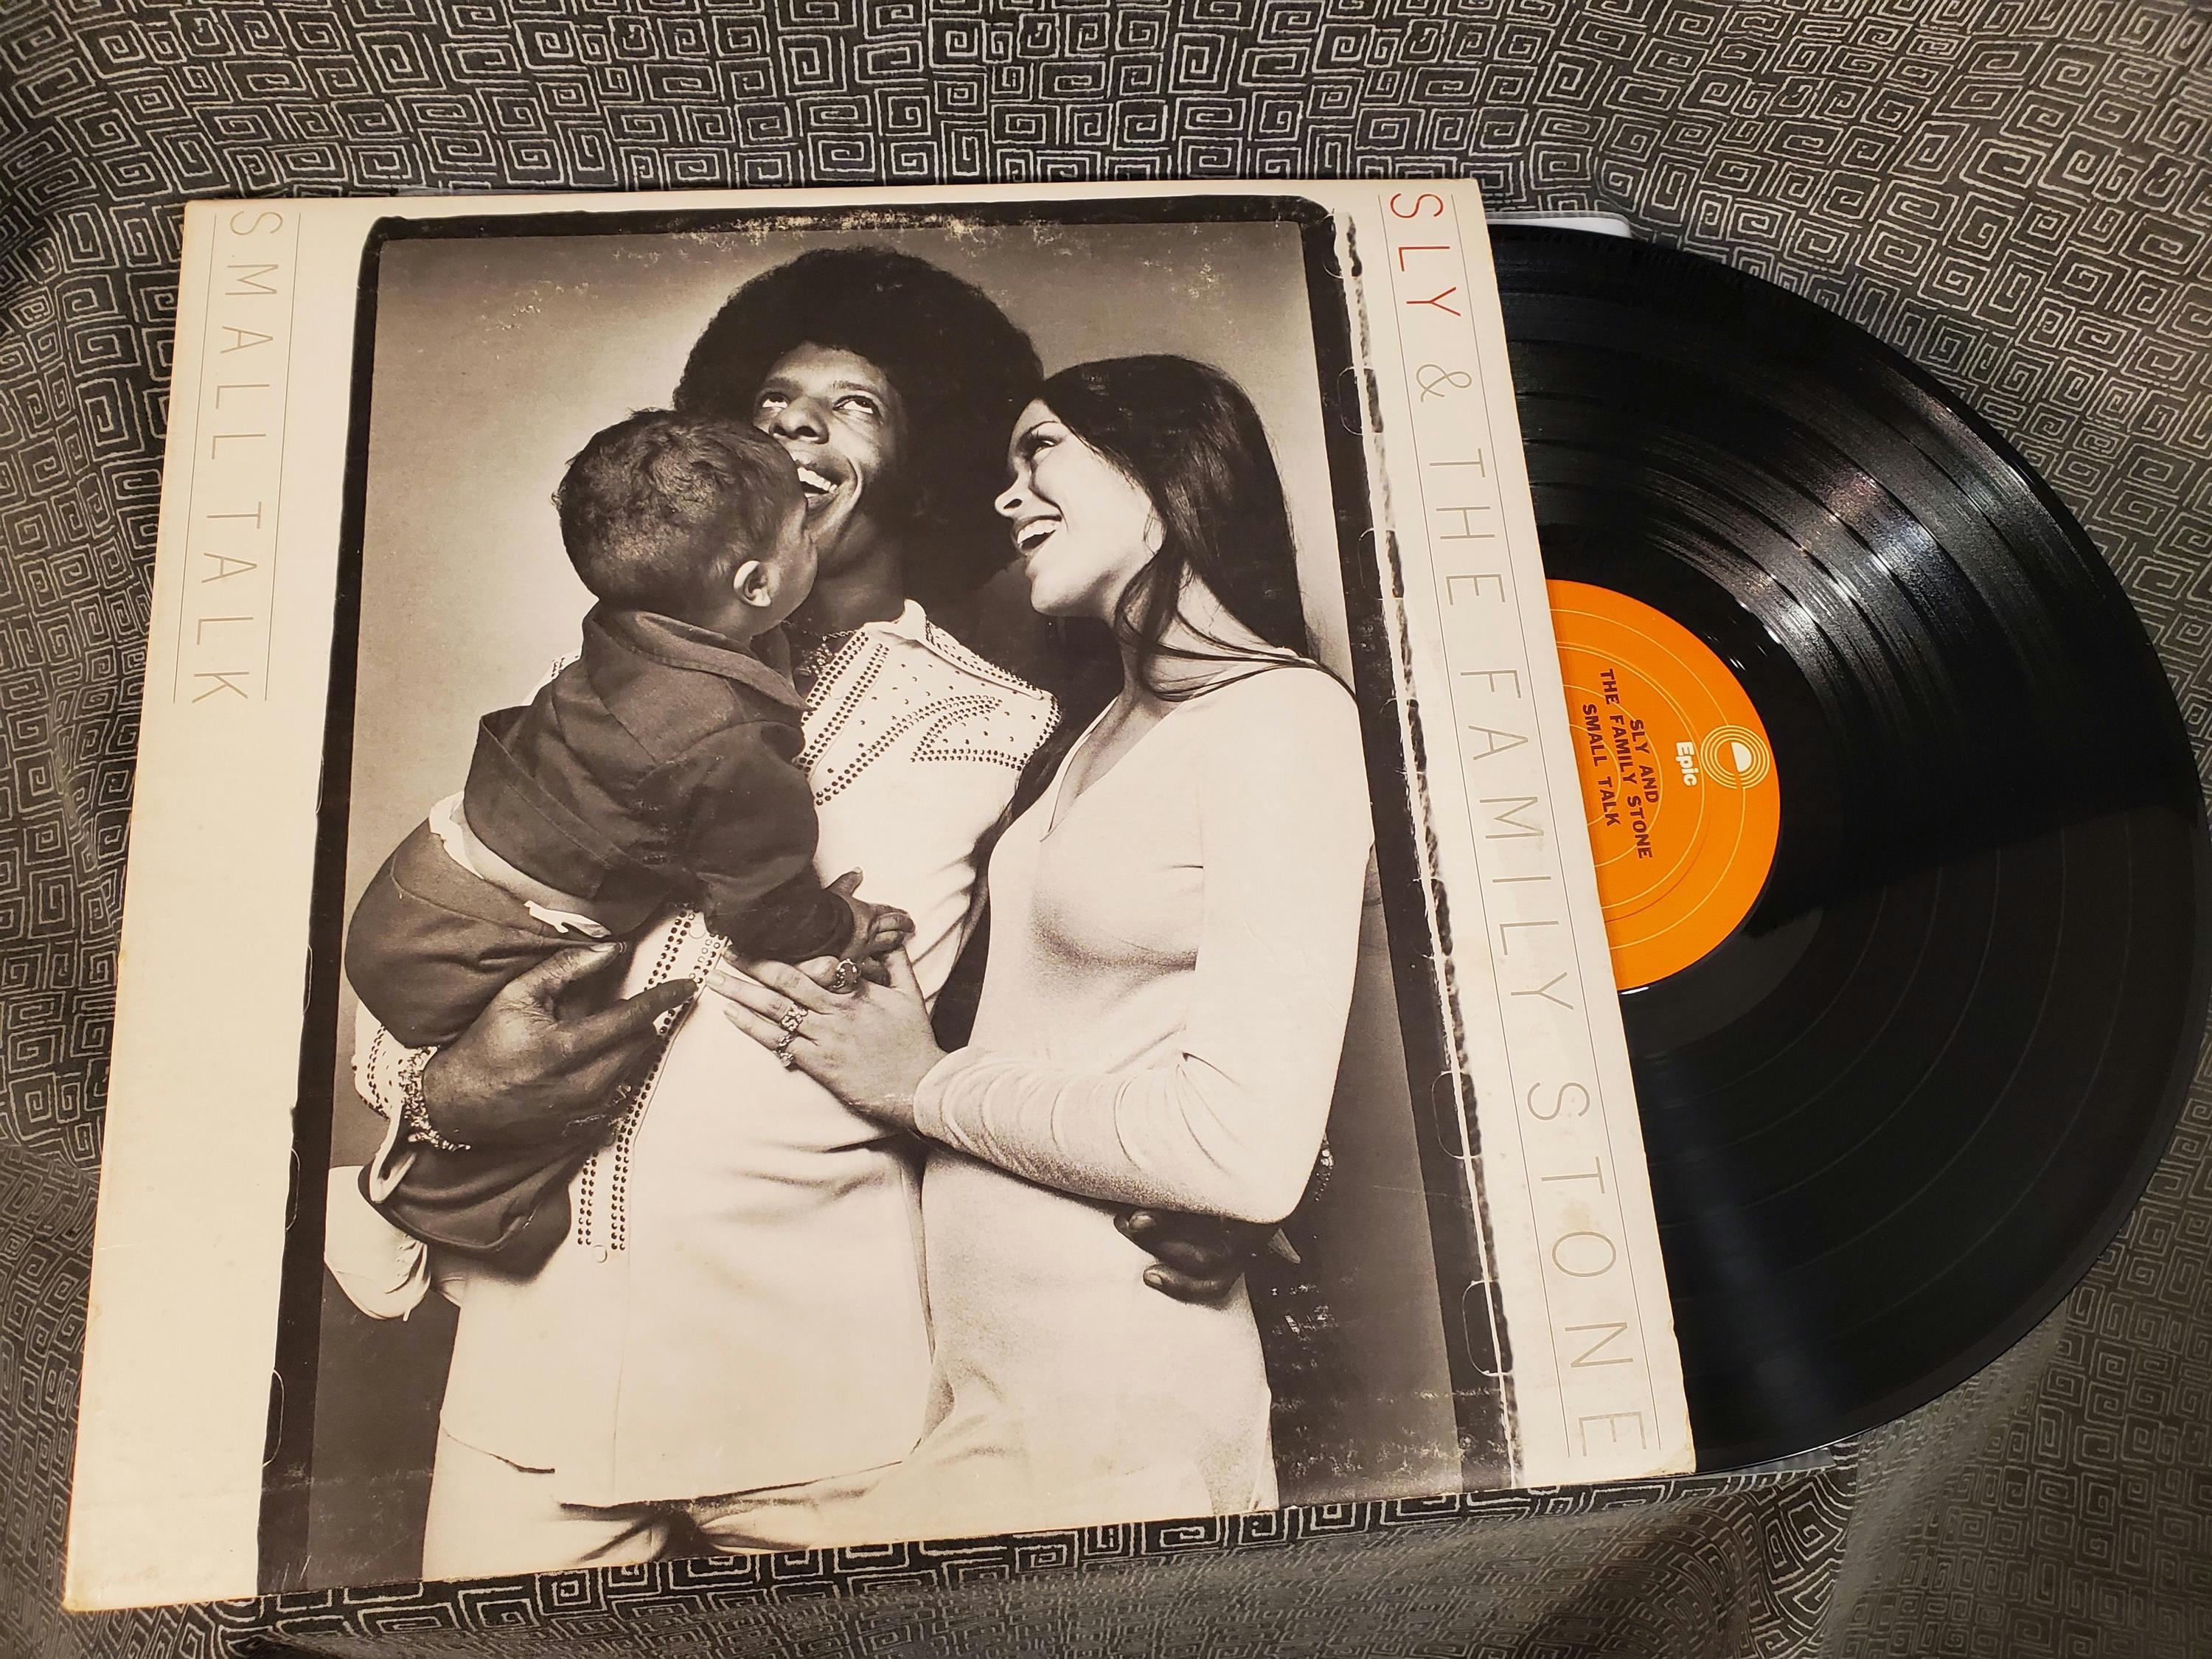 SMALL TALK
SLY & THE FAMILY STONE
Epic
SLY AND
THE FAMILY STONE
SMALL TALK